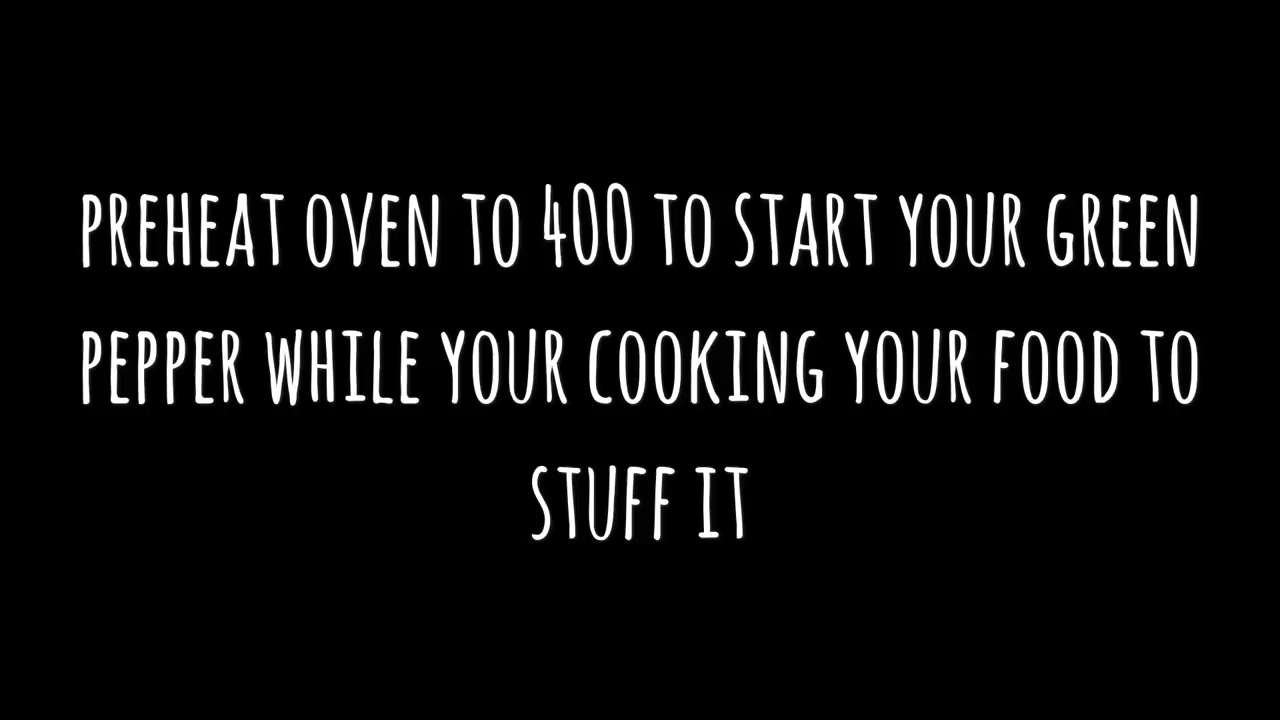 PREHEAT OVEN TO 400 TO START YOUR GREEN
PEPPER WHILE YOUR COOKING YOUR FOOD TO
STUFF IT